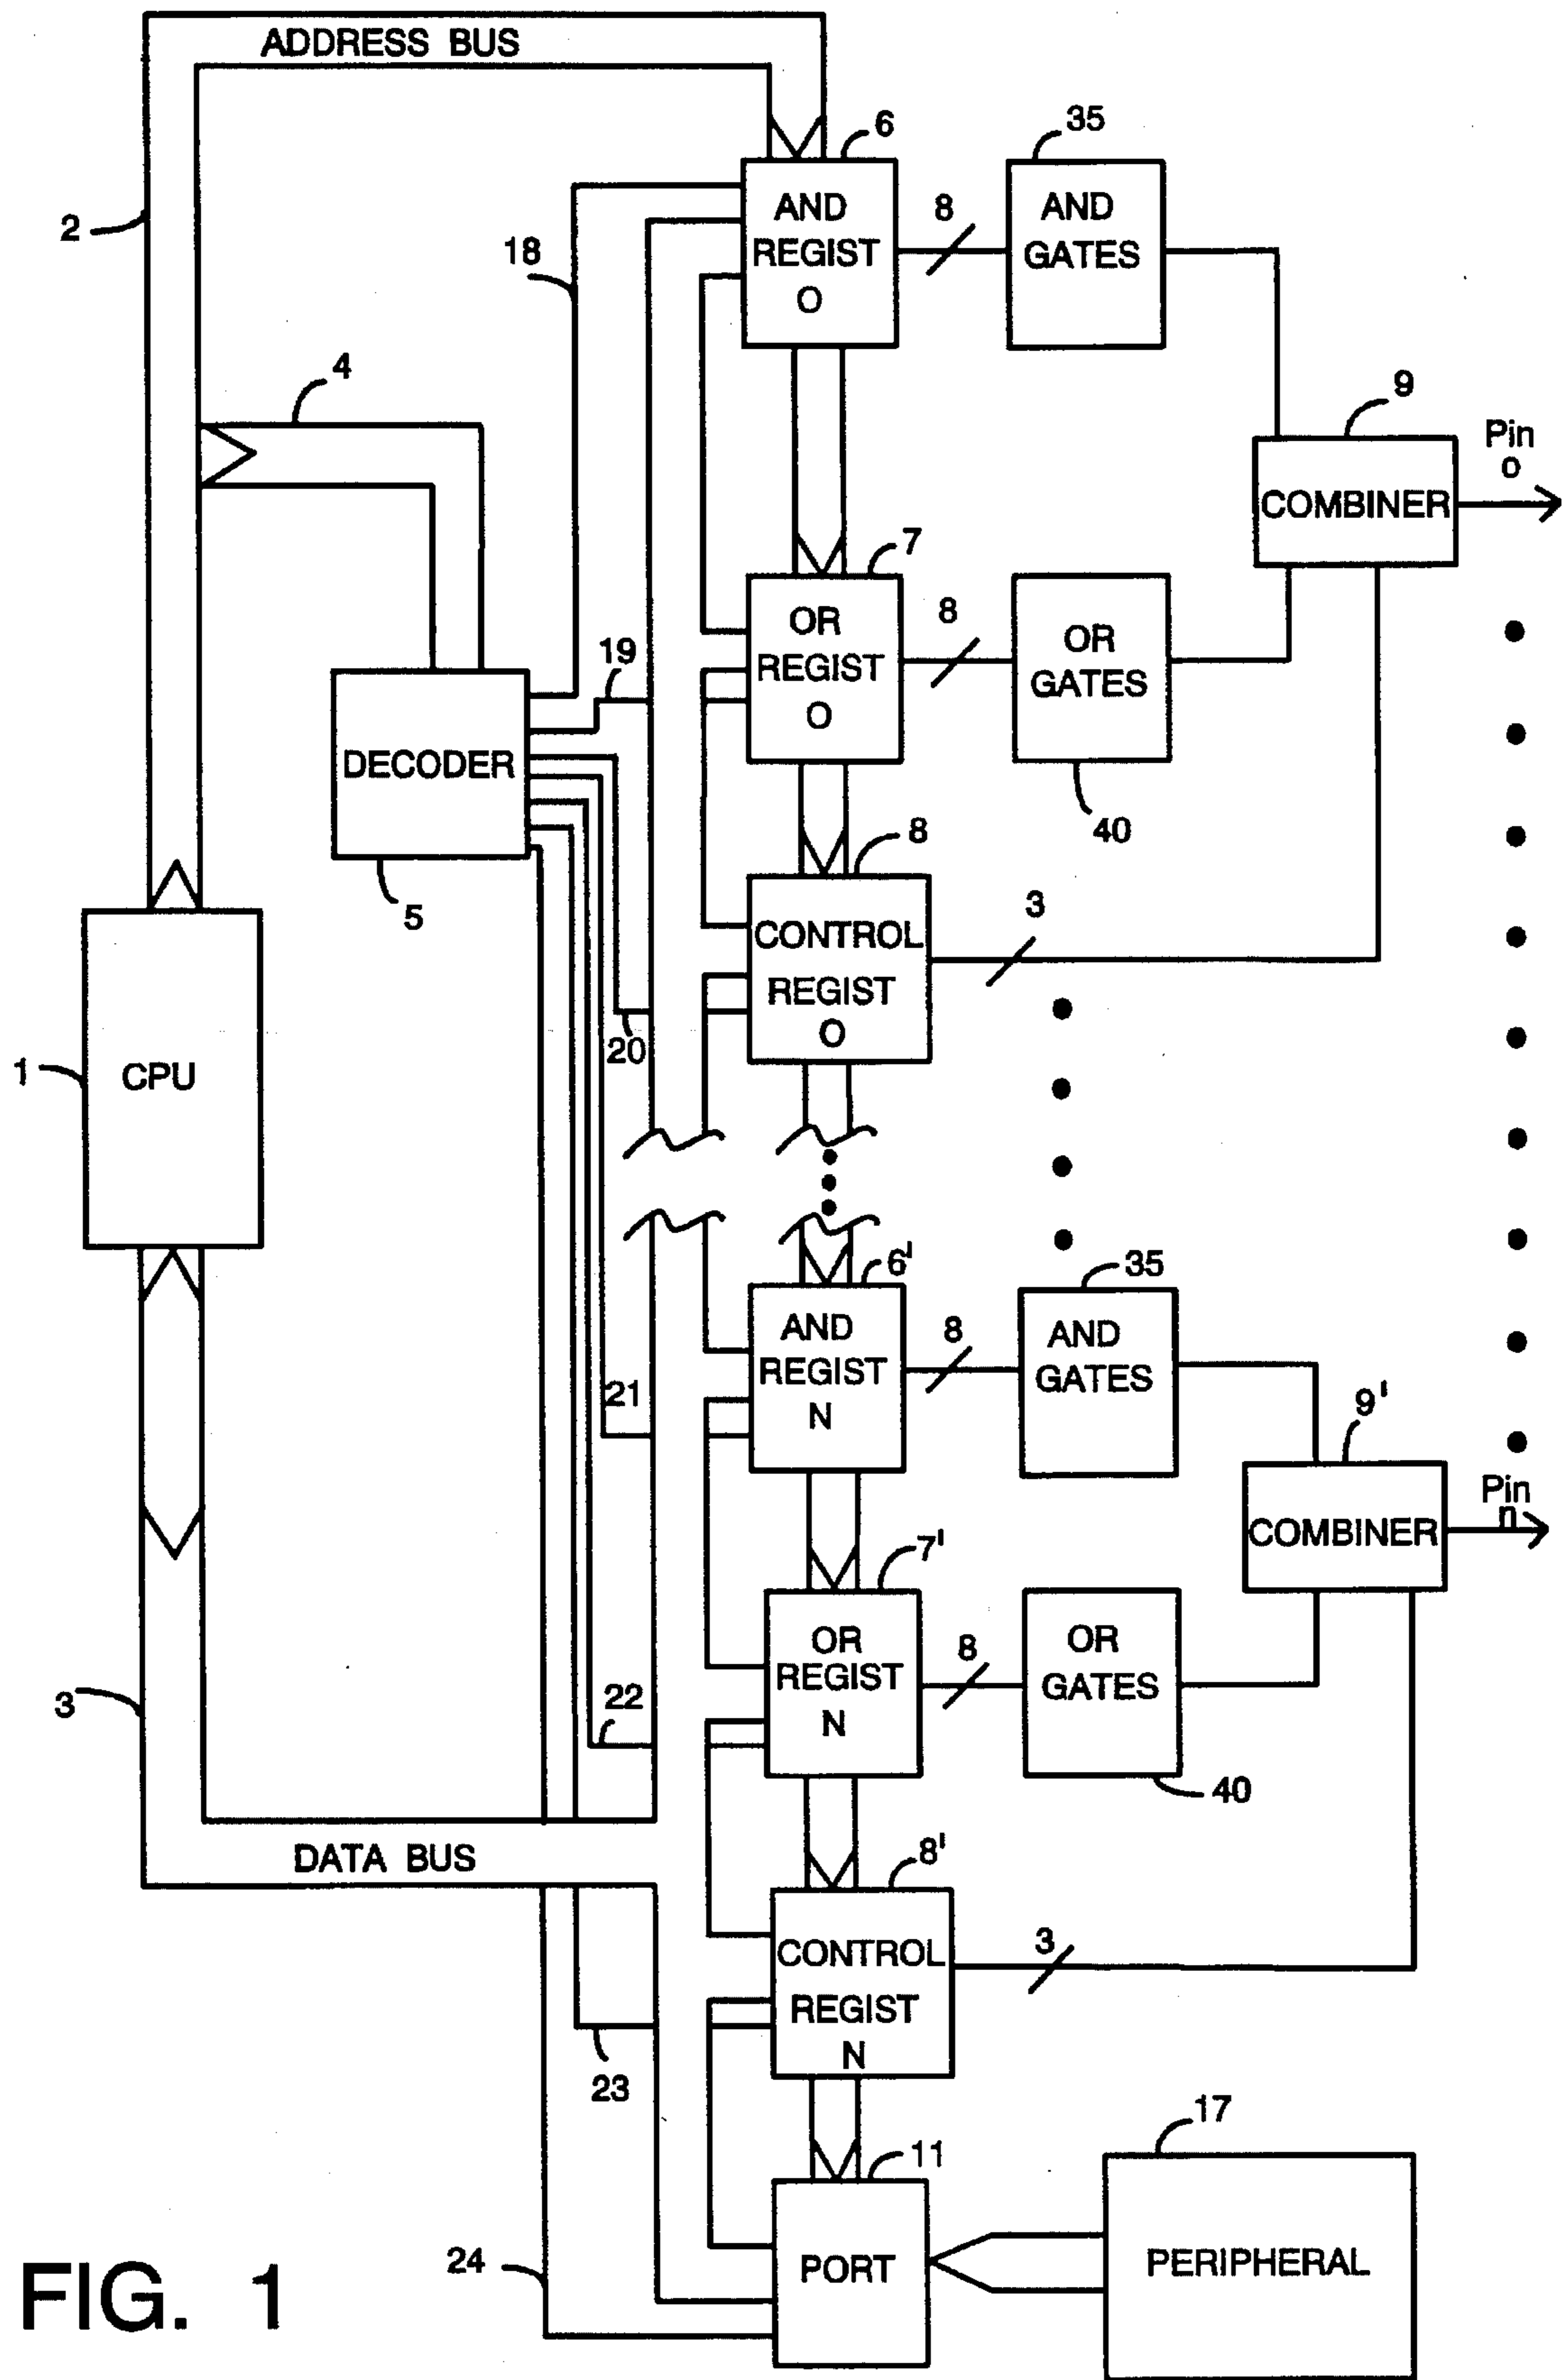 ADDRESS BUS
6
35
2
AND
REGIST
O
8
AND
GATES
18
4
9
Pin
o
COMBINER
7
OR
REGIST
O
8
OR
GATES
19
DECODER
5
40
8
CONTROL
REGIST
O
3
20
1
CPU
6'
35
AND
REGIST
N
8
AND
GATES
21
9'
Pin
n
COMBINER
7'
OR
REGIST
N
8
OR
GATES
3
22
40
DATA BUS
8'
CONTROL
REGIST
N
3
23
17
11
24
PORT
PERIPHERAL
FIG. 1